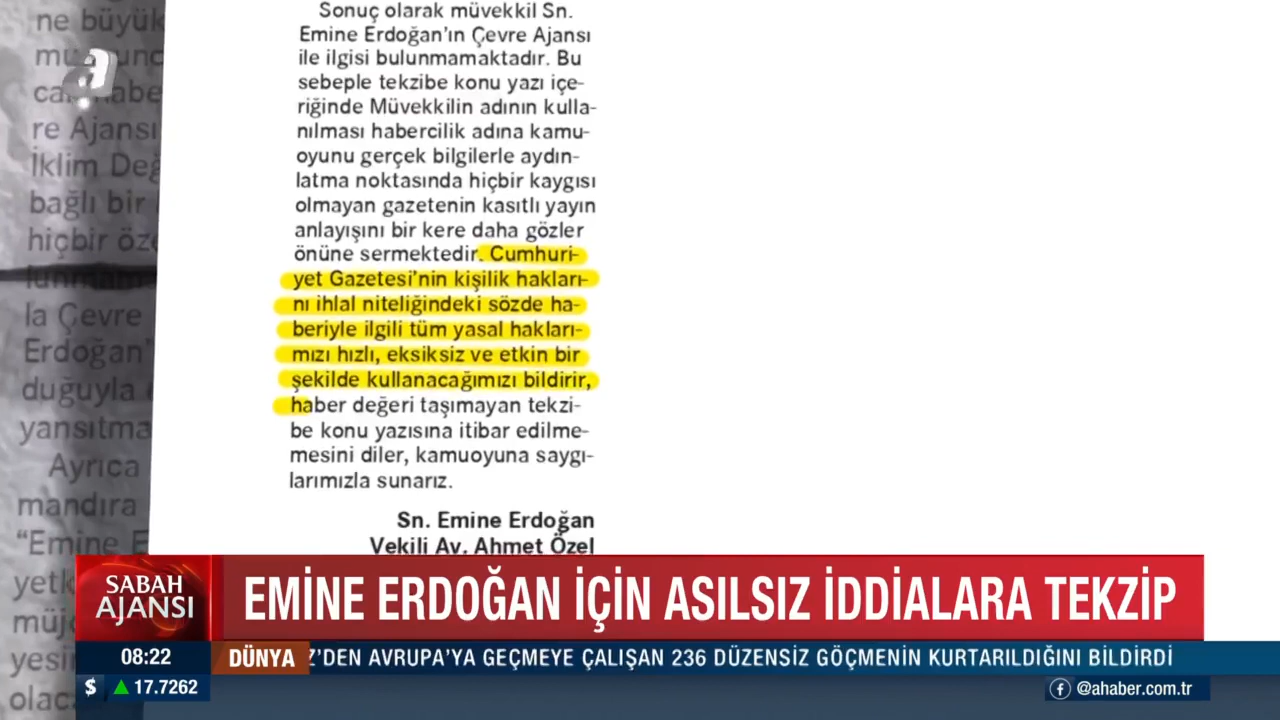 ne büyük
re Ajansı
İklim Değ
bağlı bir
hiçbir öze
la Çevre
Erdoğan'
duğuyla
yansıtma
Ayrıca
mandıra
"Emine E
yetk
müj
yesir
olaca
a
Sonuç olarak müvekkil Sn.
Emine Erdoğan'ın Çevre Ajansı
ile ilgisi bulunmamaktadır. Bu
sebeple tekzibe konu yazı içe-
riğinde Müvekkilin adının kulla-
nılması habercilik adına kamu-
oyunu gerçek bilgilerle aydın-
latma noktasında hiçbir kaygısı
olmayan gazetenin kasıtlı yayın
anlayışını bir kere daha gözler
önüne sermektedir. Cumhuri-
yet Gazetesi'nin kişilik hakları-
nı ihlal niteliğindeki sözde ha-
beriyle ilgili tüm yasal hakları-
mızı hızlı, eksiksiz ve etkin bir
şekilde kullanacağımızı bildirir,
haber değeri taşımayan tekzi-
be konu yazısına itibar edilme-
mesini diler, kamuoyuna saygı-
larımızla sunarız.
Sn. Emine Erdoğan
Vekili Av. Ahmet Özel
SABAH
AJANSI
EMİNE ERDOĞAN İÇİN ASILSIZ İDDİALARA TEKZİP
08:22
DÜNYA
Z'DEN AVRUPA'YA GEÇMEYE ÇALIŞAN 236 DÜZENSİZ GÖÇMENİN KURTARILDIĞINI BİLDİRDİ
$ ▲ 17.7262
@ahaber.com.tr